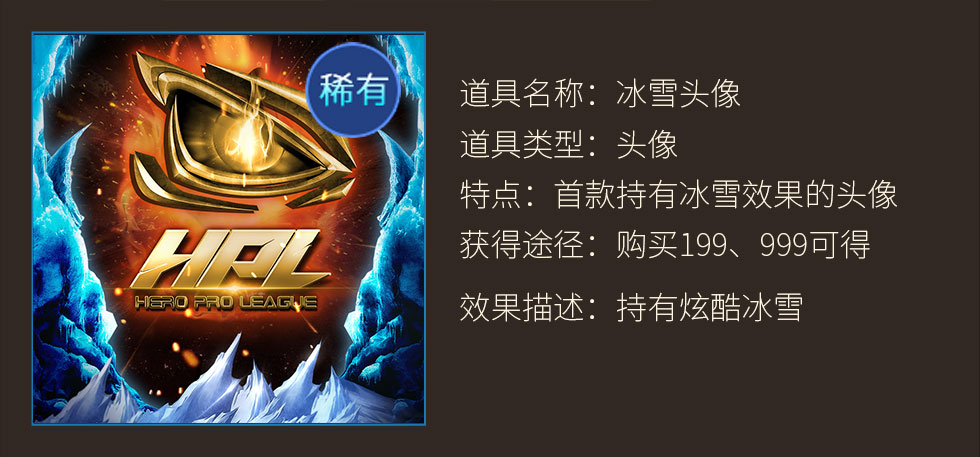 稀有
HPL
HERO PRO LEAGUE
道具名称：冰雪头像
道具类型：头像
特点：首款持有冰雪效果的头像
获得途径：购买199、999可得
效果描述：持有炫酷冰雪